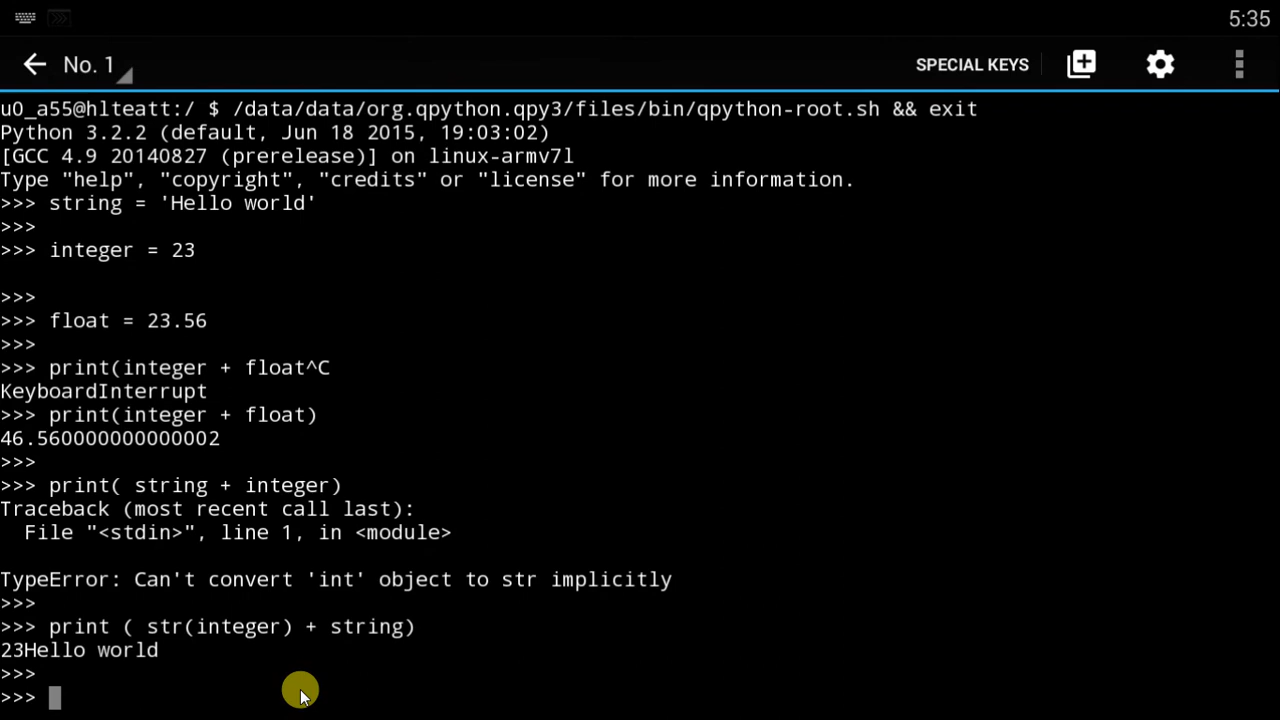 5:35
No. 1
SPECIAL KEYS
u0_a55@hlteatt:/ $ /data/data/org.qpython.qpy3/files/bin/qpython-root.sh && exit
Python 3.2.2 (default, Jun 18 2015, 19:03:02)
[GCC 4.9 20140827 (prerelease)] on linux-armv7l
Type "help", "copyright", "credits" or "license" for more information.
>>> string = 'Hello world'
>>>
>>> integer = 23
>>>
>>> float = 23.56
>>>
>>> print(integer + float^C
KeyboardInterrupt
>>> print(integer + float)
46.560000000000002
>>>
>>> print( string + integer)
Traceback (most recent call last):
  File "<stdin>", line 1, in <module>
TypeError: Can't convert 'int' object to str implicitly
>>>
>>> print ( str(integer) + string)
23Hello world
>>>
>>>